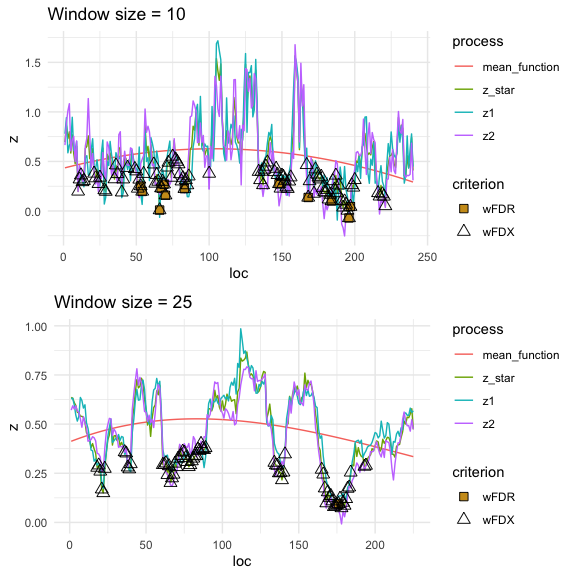 Window size = 10
z
1.5
1.0
0.5
0.0
0
50
100
150
200
250
loc
process
mean_function
z_star
z1
z2
criterion
wFDR
wFDX
Window size = 25
z
1.00
0.75
0.50
0.25
0.00
0
50
100
150
200
loc
process
mean_function
z_star
z1
z2
criterion
wFDR
wFDX